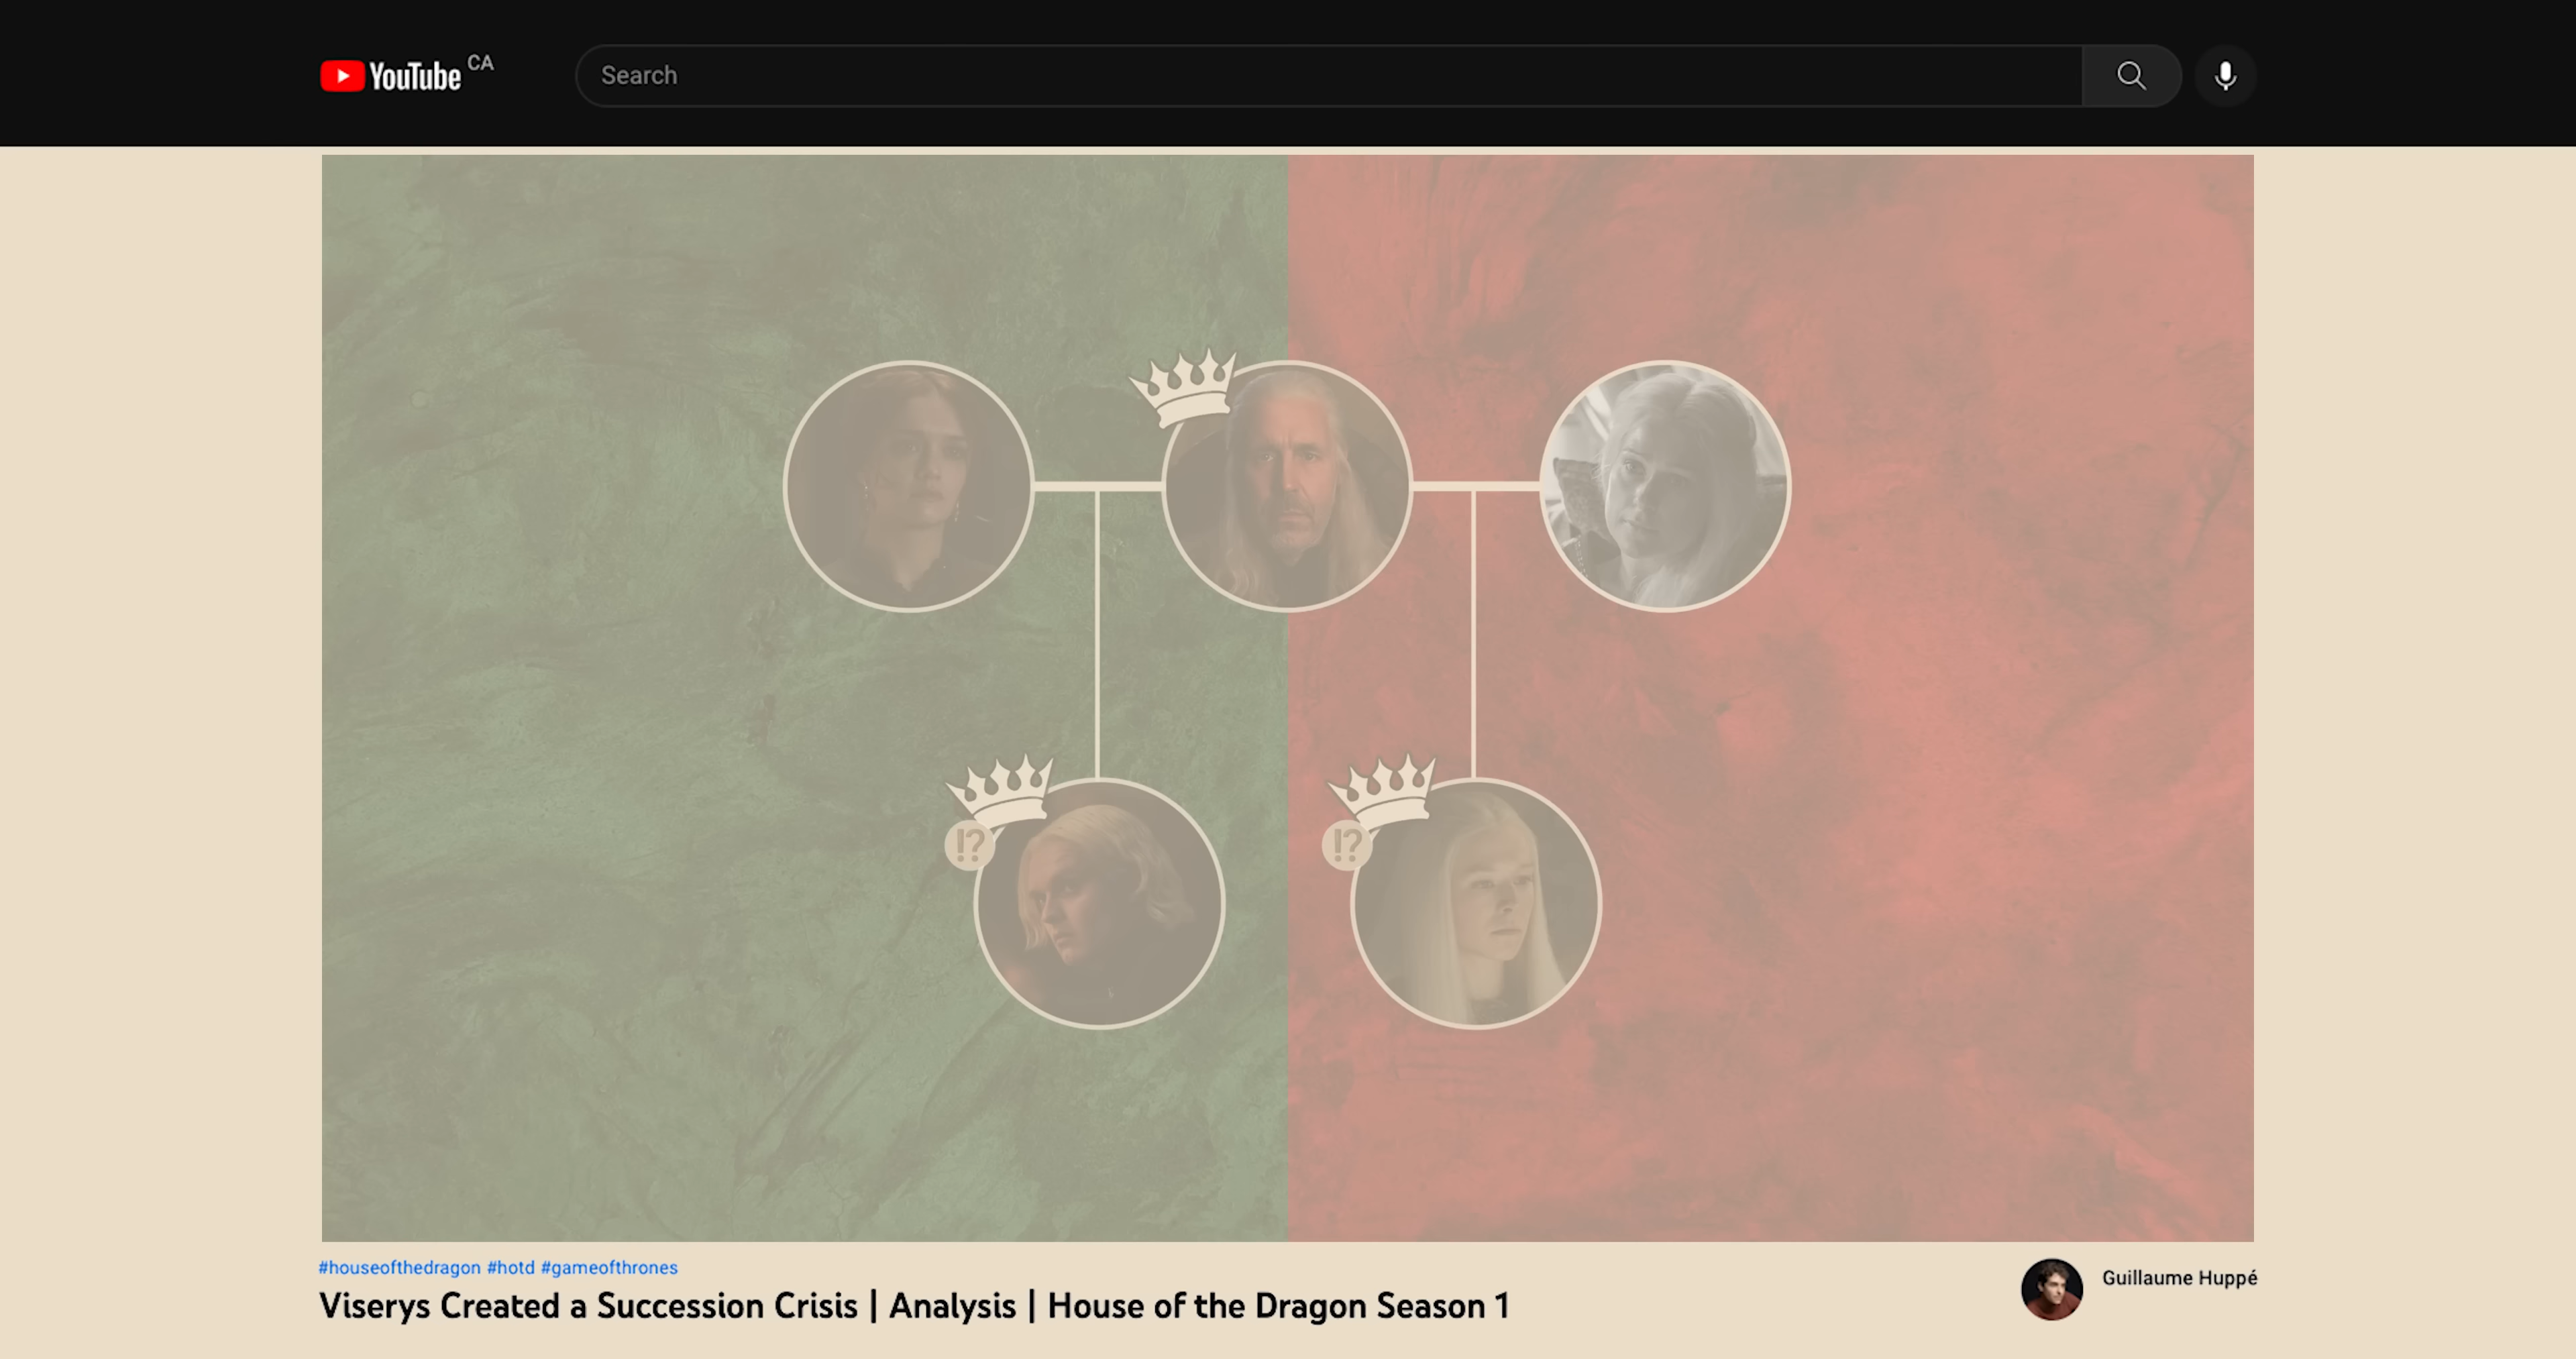 YouTube CA
Search
!?
!?
#houseofthedragon #hotd #gameofthrones
Viserys Created a Succession Crisis | Analysis | House of the Dragon Season 1
Guillaume Huppé